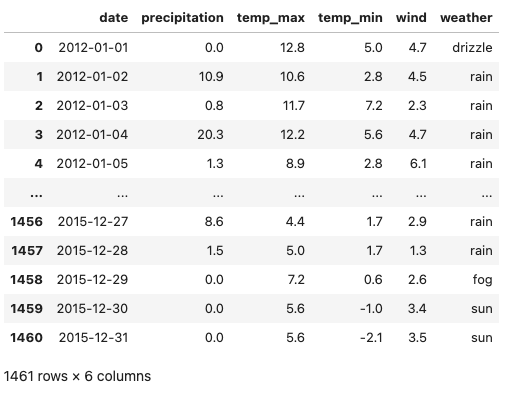 date precipitation temp_max temp_min wind weather
0 2012-01-01 0.0 12.8 5.0 4.7 drizzle
1 2012-01-02 10.9 10.6 2.8 4.5 rain
2 2012-01-03 0.8 11.7 7.2 2.3 rain
3 2012-01-04 20.3 12.2 5.6 4.7 rain
4 2012-01-05 1.3 8.9 2.8 6.1 rain
... ... ... ... ... ... ...
1456 2015-12-27 8.6 4.4 1.7 2.9 rain
1457 2015-12-28 1.5 5.0 1.7 1.3 rain
1458 2015-12-29 0.0 7.2 0.6 2.6 fog
1459 2015-12-30 0.0 5.6 -1.0 3.4 sun
1460 2015-12-31 0.0 5.6 -2.1 3.5 sun
1461 rows × 6 columns